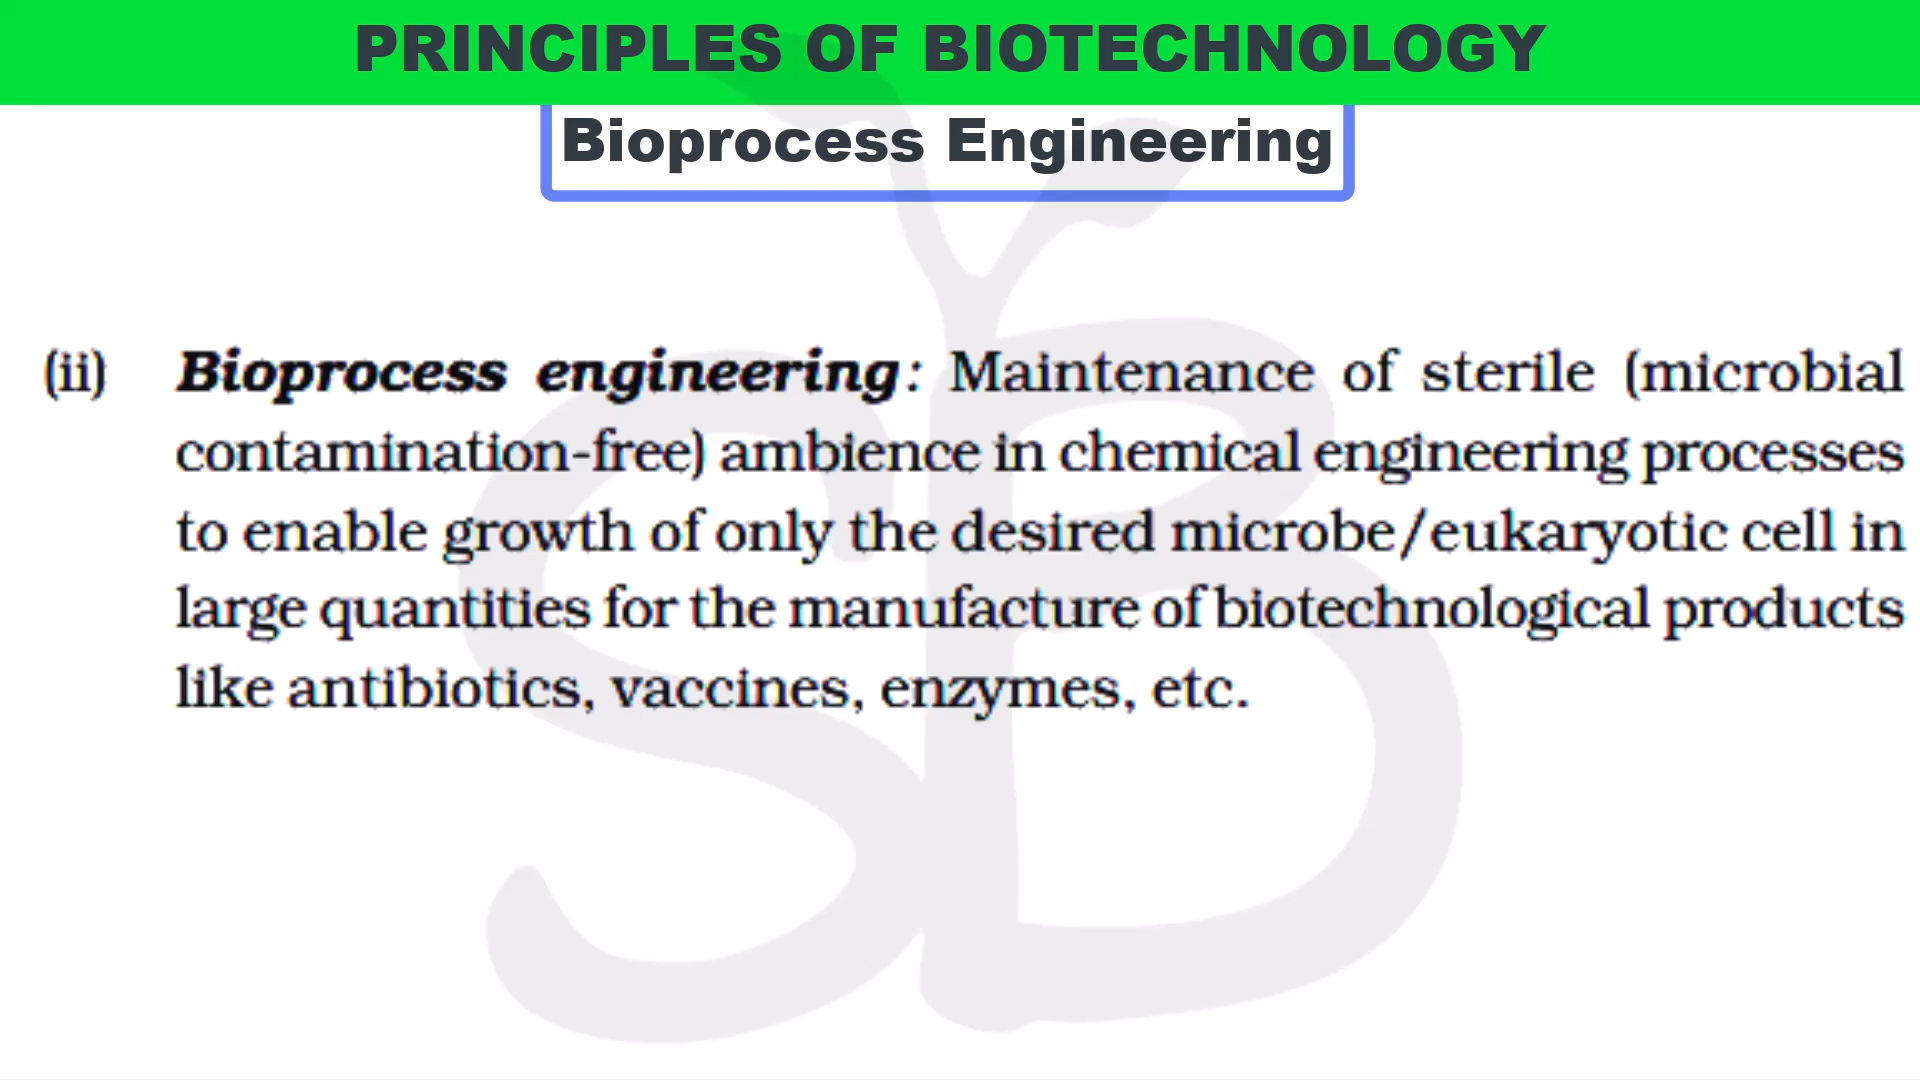 PRINCIPLES OF BIOTECHNOLOGY
Bioprocess Engineering
(ii) Bioprocess engineering: Maintenance of sterile (microbial
contamination-free) ambience in chemical engineering processes
to enable growth of only the desired microbe/eukaryotic cell in
large quantities for the manufacture of biotechnological products
like antibiotics, vaccines, enzymes, etc.
SB